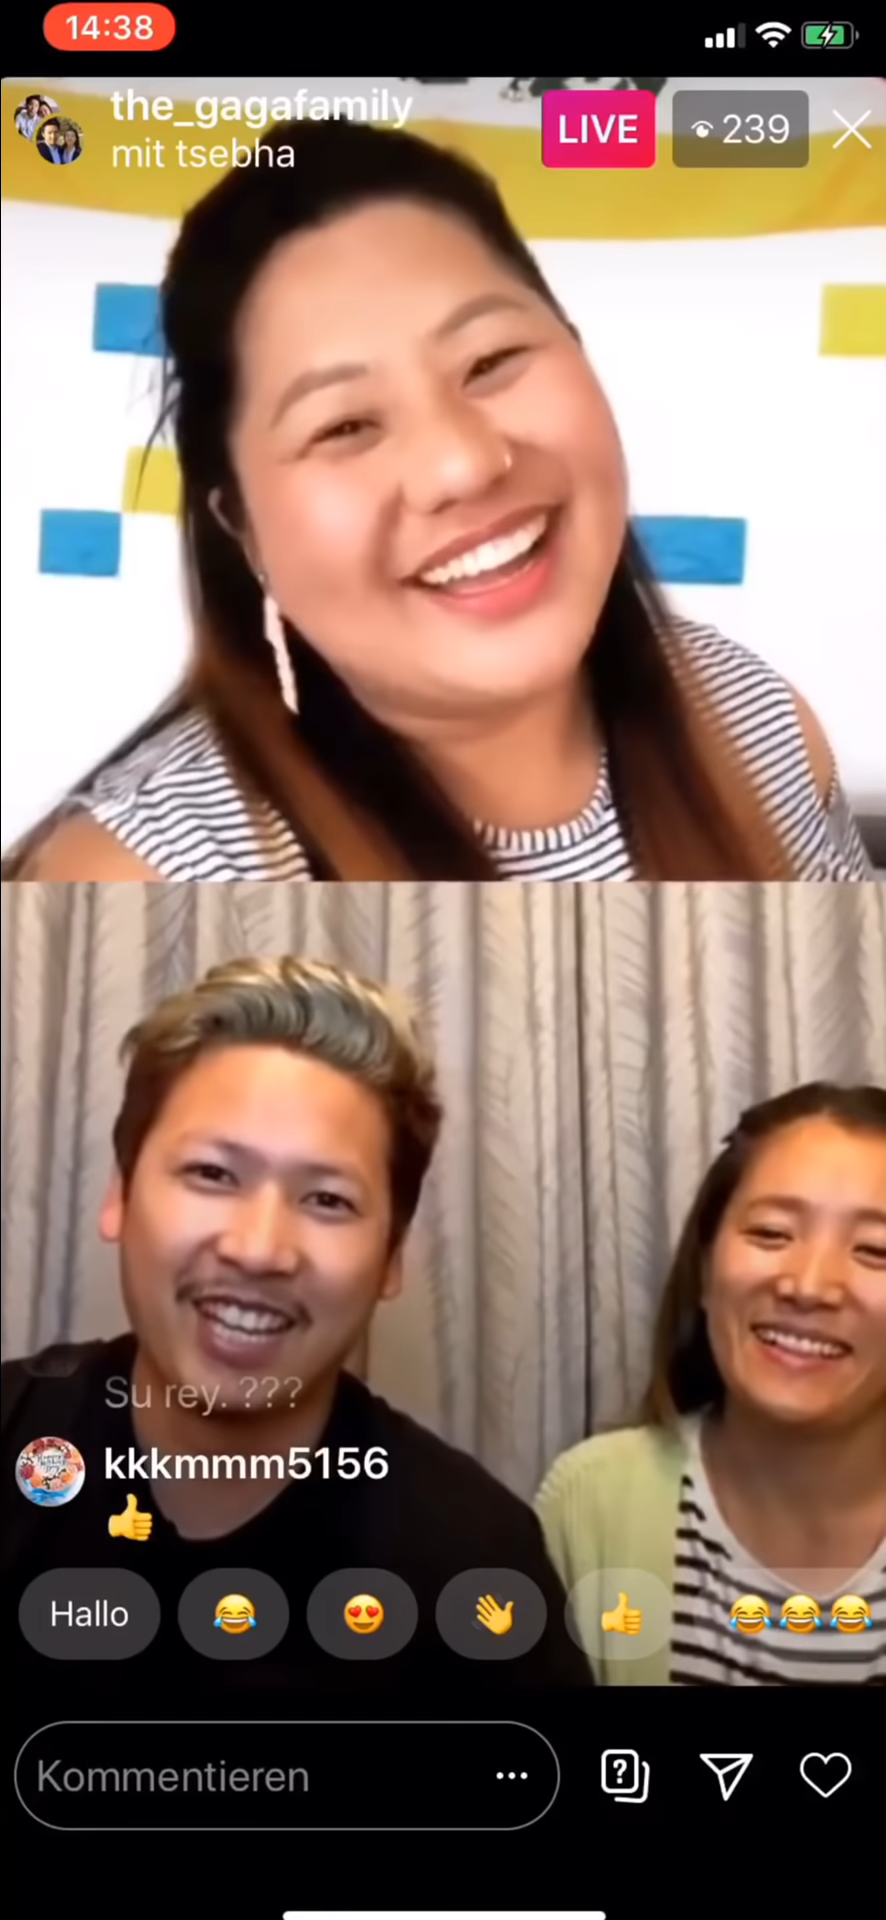 14:38
the_gagafamily
mit tsebha
LIVE
239
Su rey. ???
kkkmmm5156
👍
Hallo
😂
😍
👋
👍
😂😂😂
Kommentieren